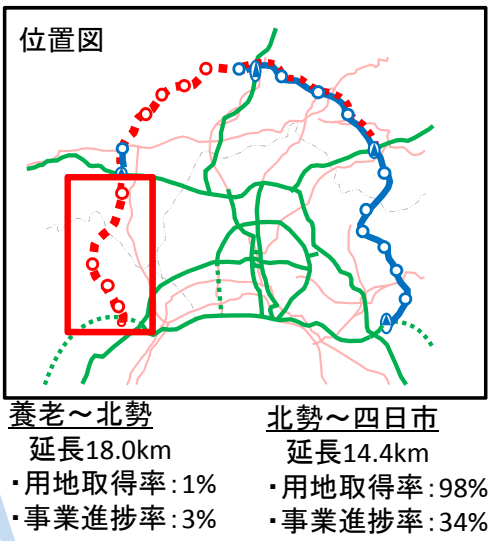 位置図
養老～北勢
延長18.0km
・用地取得率：1%
・事業進捗率：3%
北勢～四日市
延長14.4km
・用地取得率：98%
・事業進捗率：34%